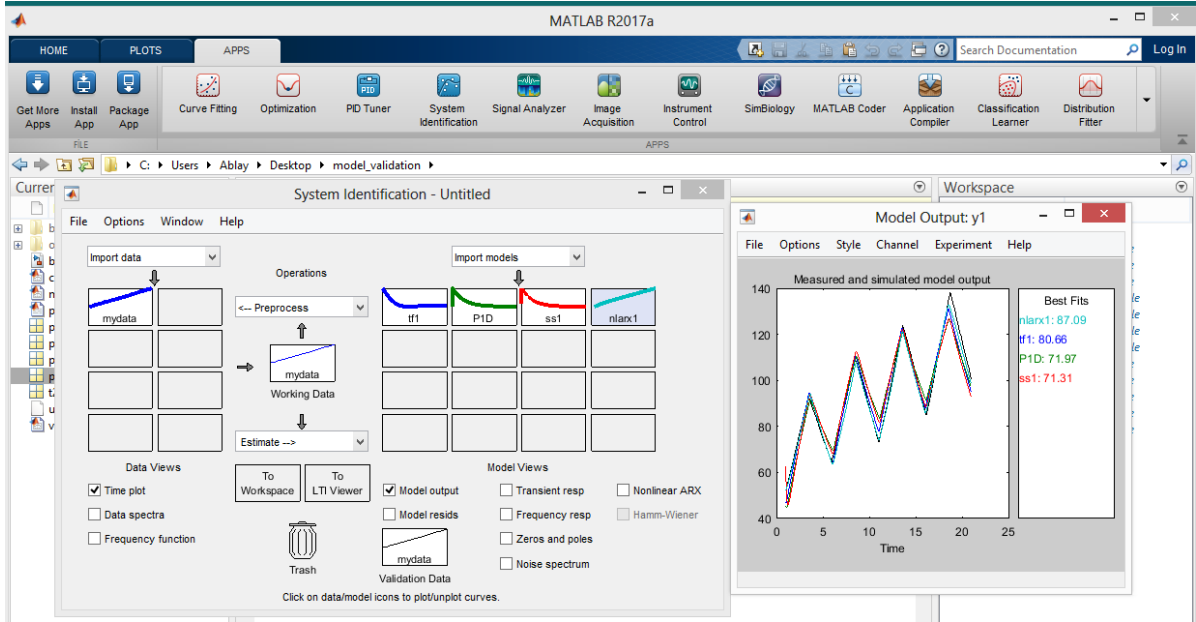 MATLAB R2017a
HOME PLOTS APPS Search Documentation Log In
Get More Apps
Install App
Package App
Curve Fitting
Optimization
PID Tuner
System Identification
Signal Analyzer
Image Acquisition
Instrument Control
SimBiology
MATLAB Coder
Application Compiler
Classification Learner
Distribution Fitter
FILE APPS
C: Users Ablay Desktop model_validation
Curren
Workspace
System Identification - Untitled
File Options Window Help
Import data
Import models
Operations
<-- Preprocess
mydata
tf1 P1D ss1 nlarx1
mydata
Working Data
Estimate -->
Data Views
Time plot
Data spectra
Frequency function
To Workspace
To LTI Viewer
Trash
Model Views
Model output
Transient resp
Nonlinear ARX
Model resids
Frequency resp
Hamm-Wiener
Zeros and poles
Noise spectrum
mydata
Validation Data
Click on data/model icons to plot/unplot curves.
Model Output: y1
File Options Style Channel Experiment Help
Measured and simulated model output
140
120
100
80
60
40
0 5 10 15 20 25
Time
Best Fits
nlarx1: 87.09
tf1: 80.66
P1D: 71.97
ss1: 71.31